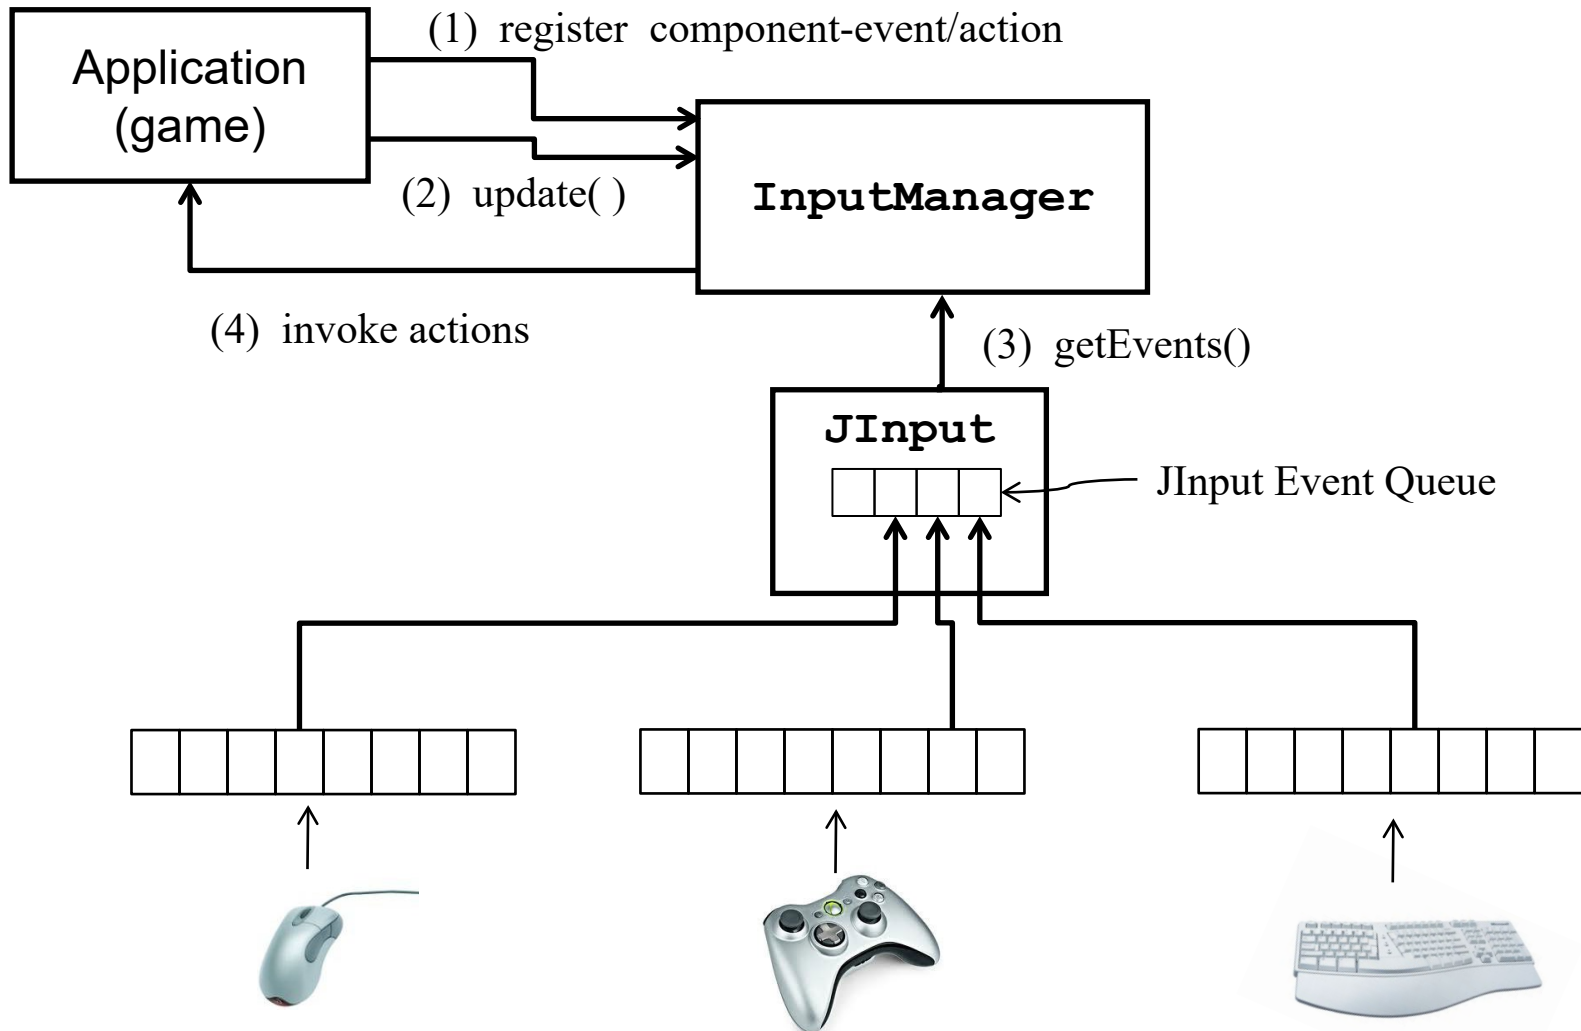 (1) register component-event/action
Application
(game)
(2) update( )
InputManager
(4) invoke actions
(3) getEvents()
JInput
JInput Event Queue